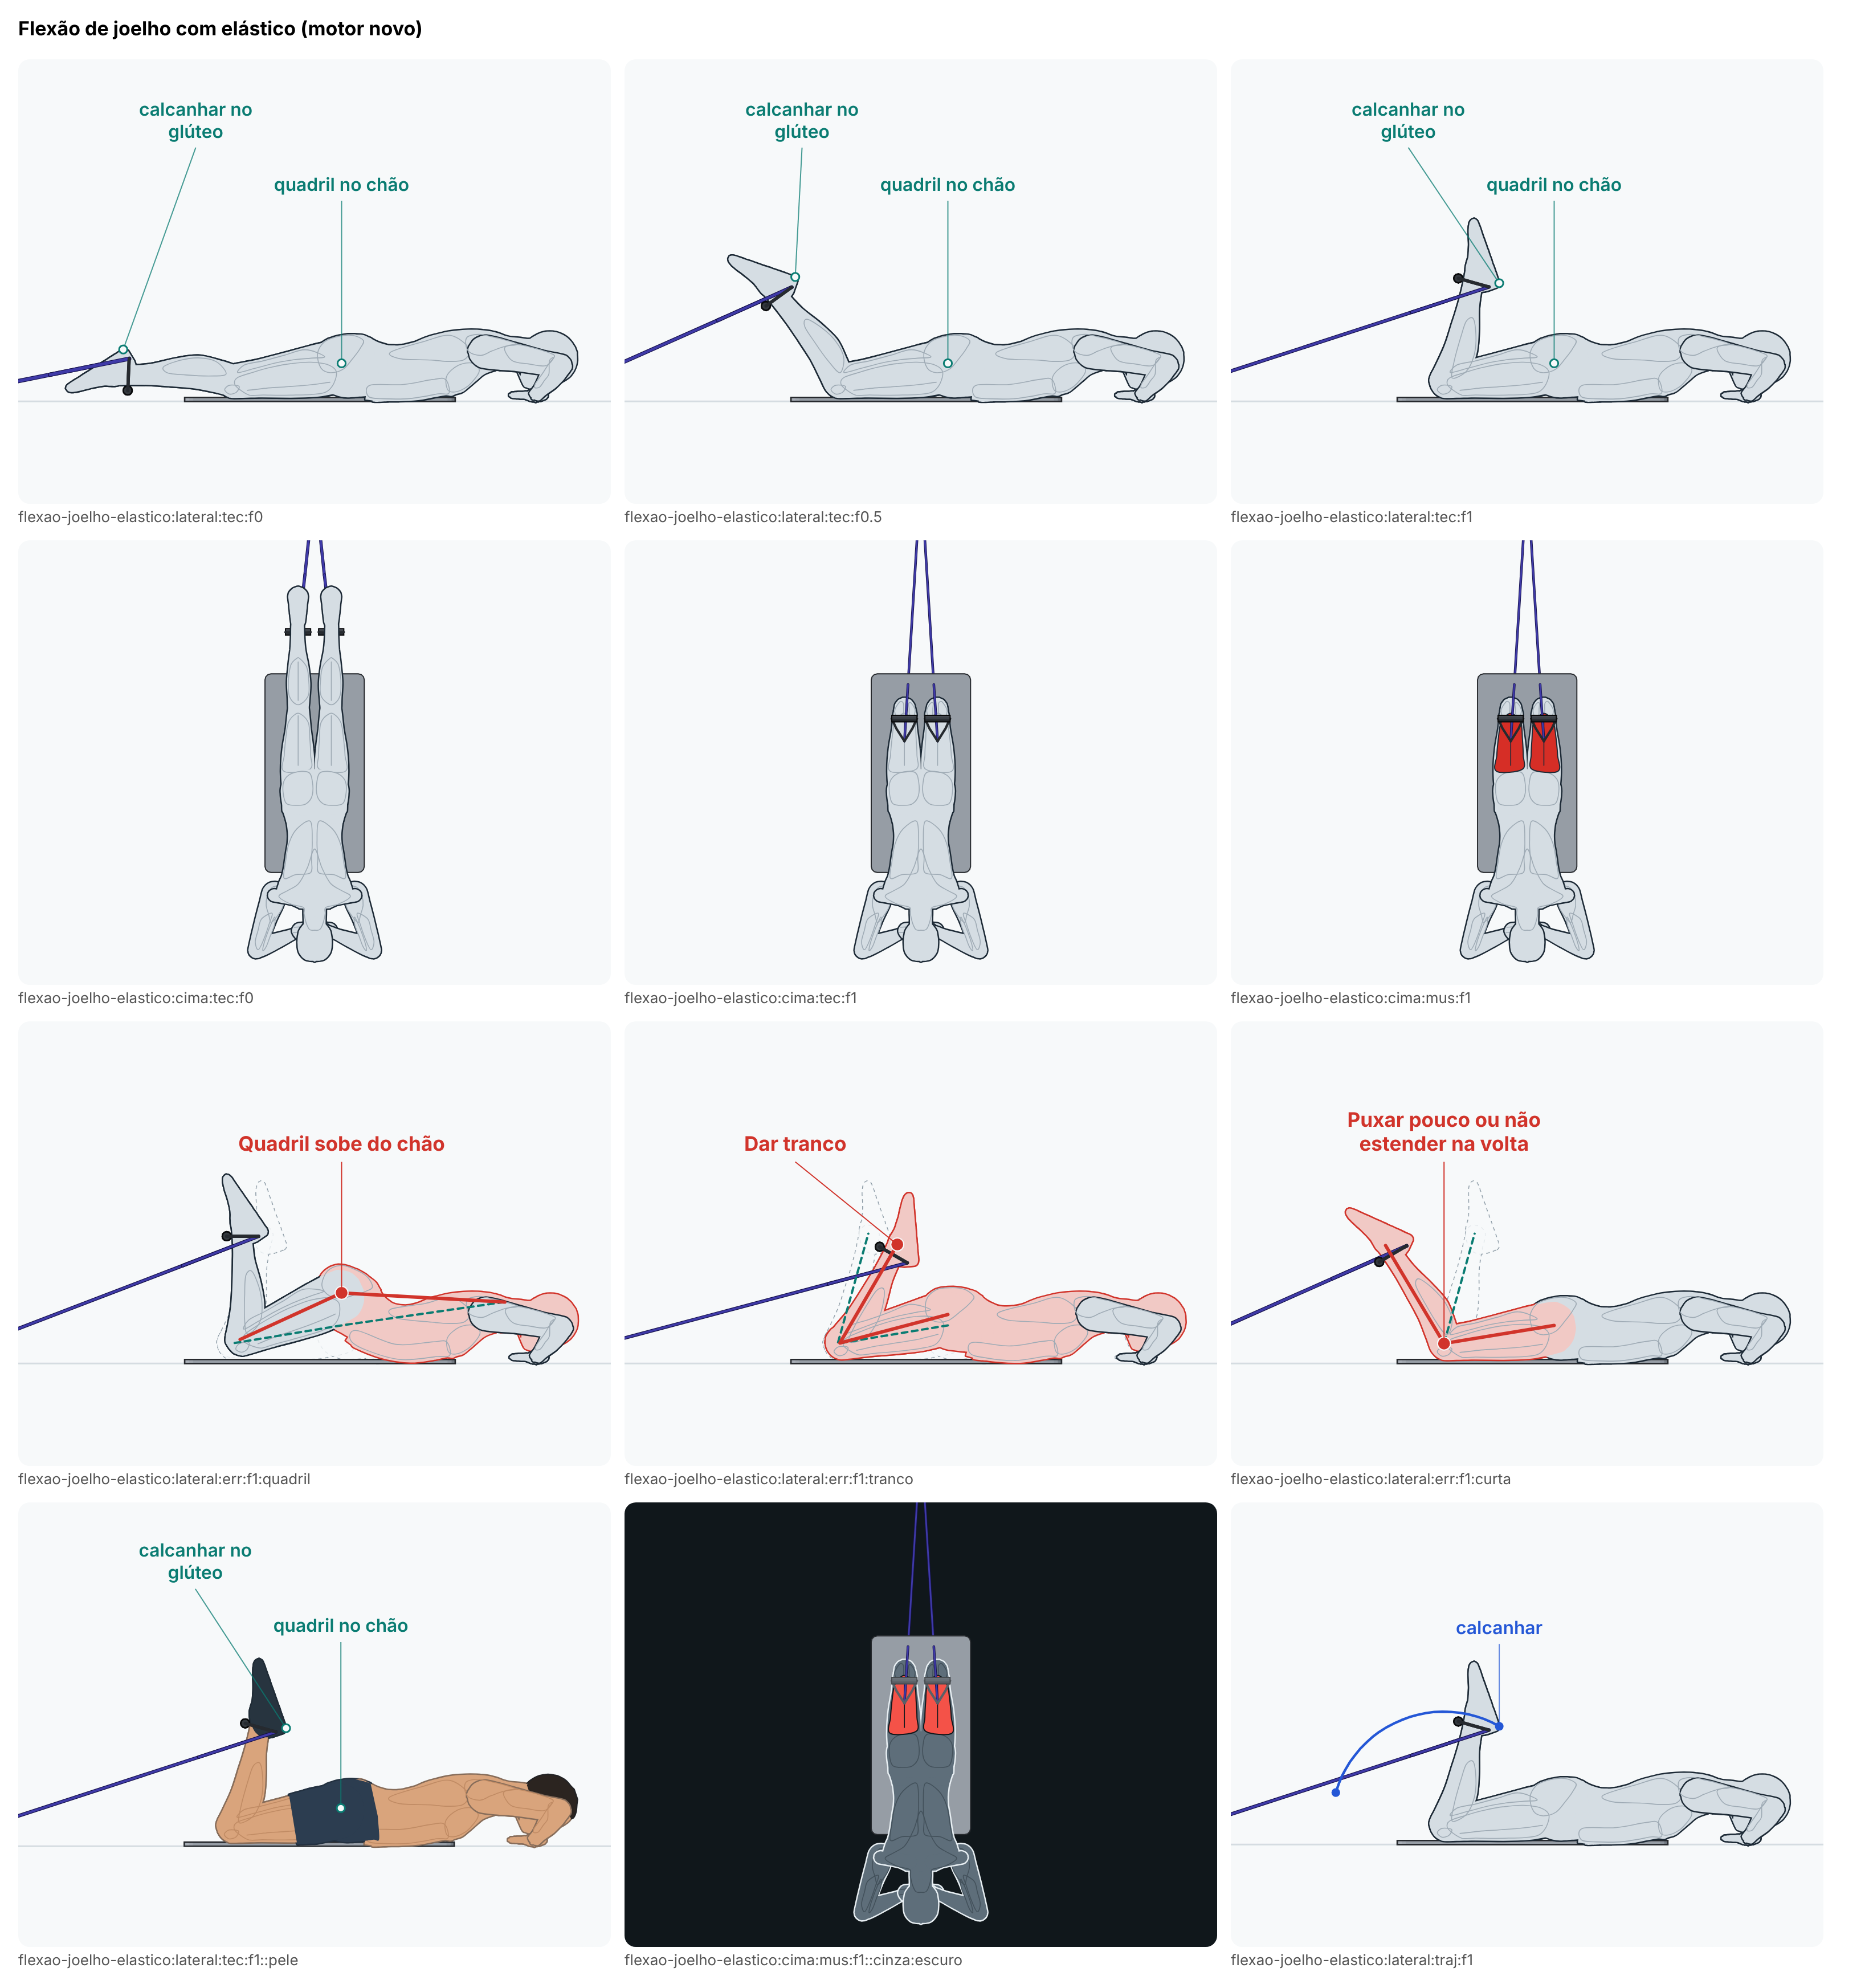 Flexão de joelho com elástico (motor novo)
calcanhar no
glúteo
quadril no chão
flexao-joelho-elastico:lateral:tec:f0
calcanhar no
glúteo
quadril no chão
flexao-joelho-elastico:lateral:tec:f0.5
calcanhar no
glúteo
quadril no chão
flexao-joelho-elastico:lateral:tec:f1
flexao-joelho-elastico:cima:tec:f0
flexao-joelho-elastico:cima:tec:f1
flexao-joelho-elastico:cima:mus:f1
Quadril sobe do chão
flexao-joelho-elastico:lateral:err:f1:quadril
Dar tranco
flexao-joelho-elastico:lateral:err:f1:tranco
Puxar pouco ou não
estender na volta
flexao-joelho-elastico:lateral:err:f1:curta
calcanhar no
glúteo
quadril no chão
flexao-joelho-elastico:lateral:tec:f1::pele
flexao-joelho-elastico:cima:mus:f1::cinza:escuro
calcanhar
flexao-joelho-elastico:lateral:traj:f1